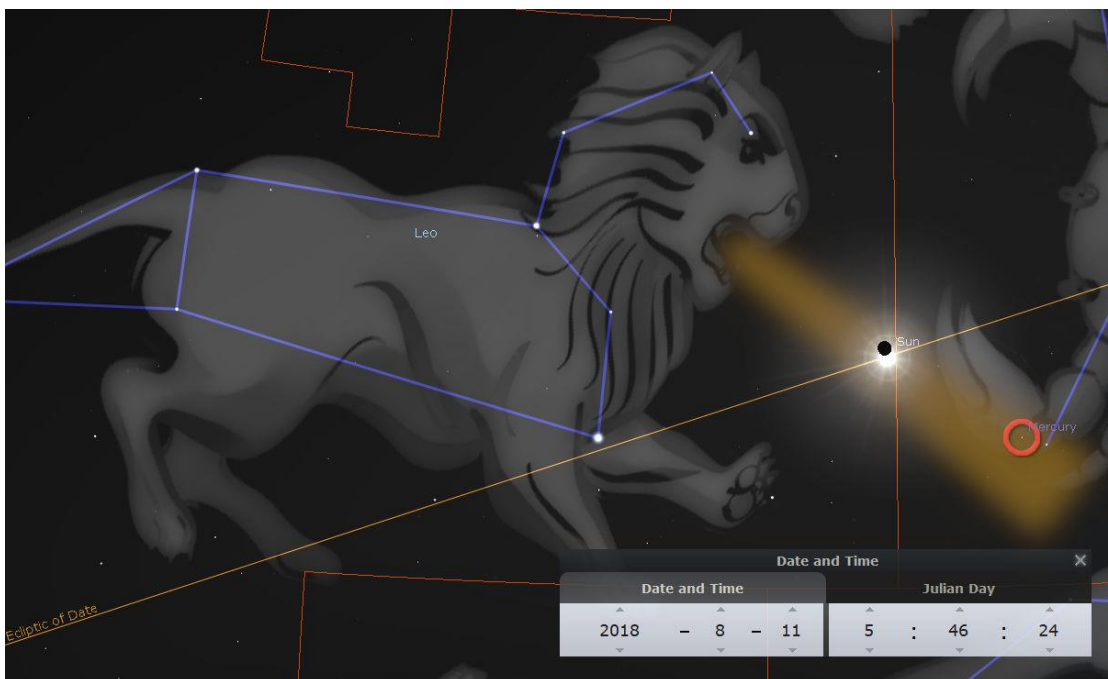 Leo
Sun
Mercury
Ecliptic of Date
Date and Time
Date and Time Julian Day
2018 - 8 - 11 5 : 46 : 24